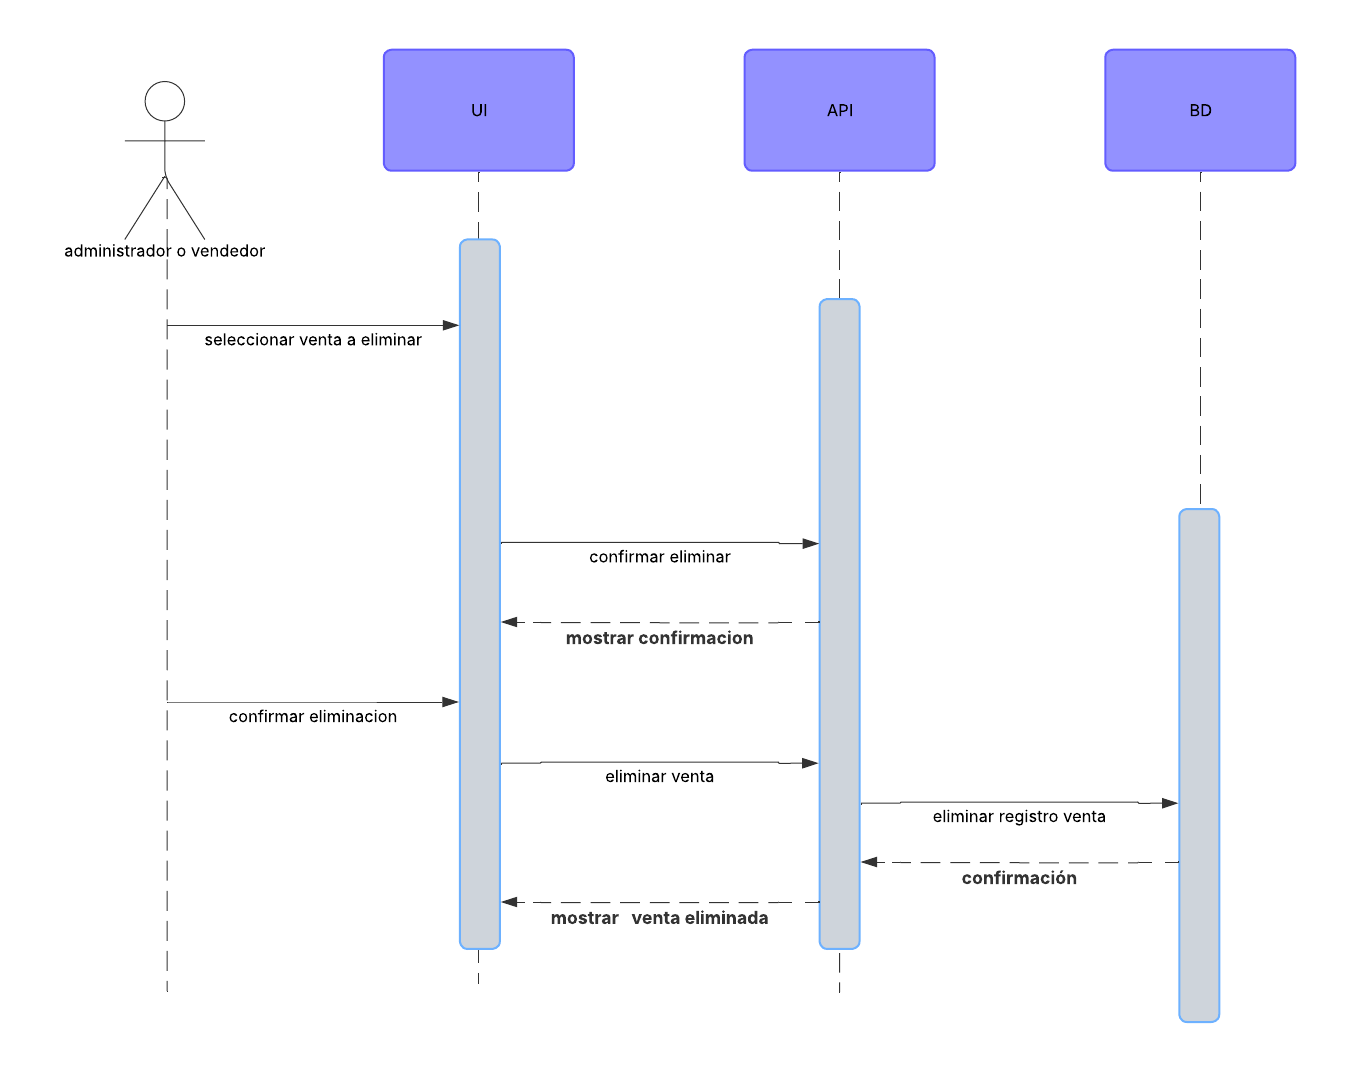 UI
API
BD
administrador o vendedor
seleccionar venta a eliminar
confirmar eliminar
mostrar confirmacion
confirmar eliminacion
eliminar venta
eliminar registro venta
confirmación
mostrar venta eliminada